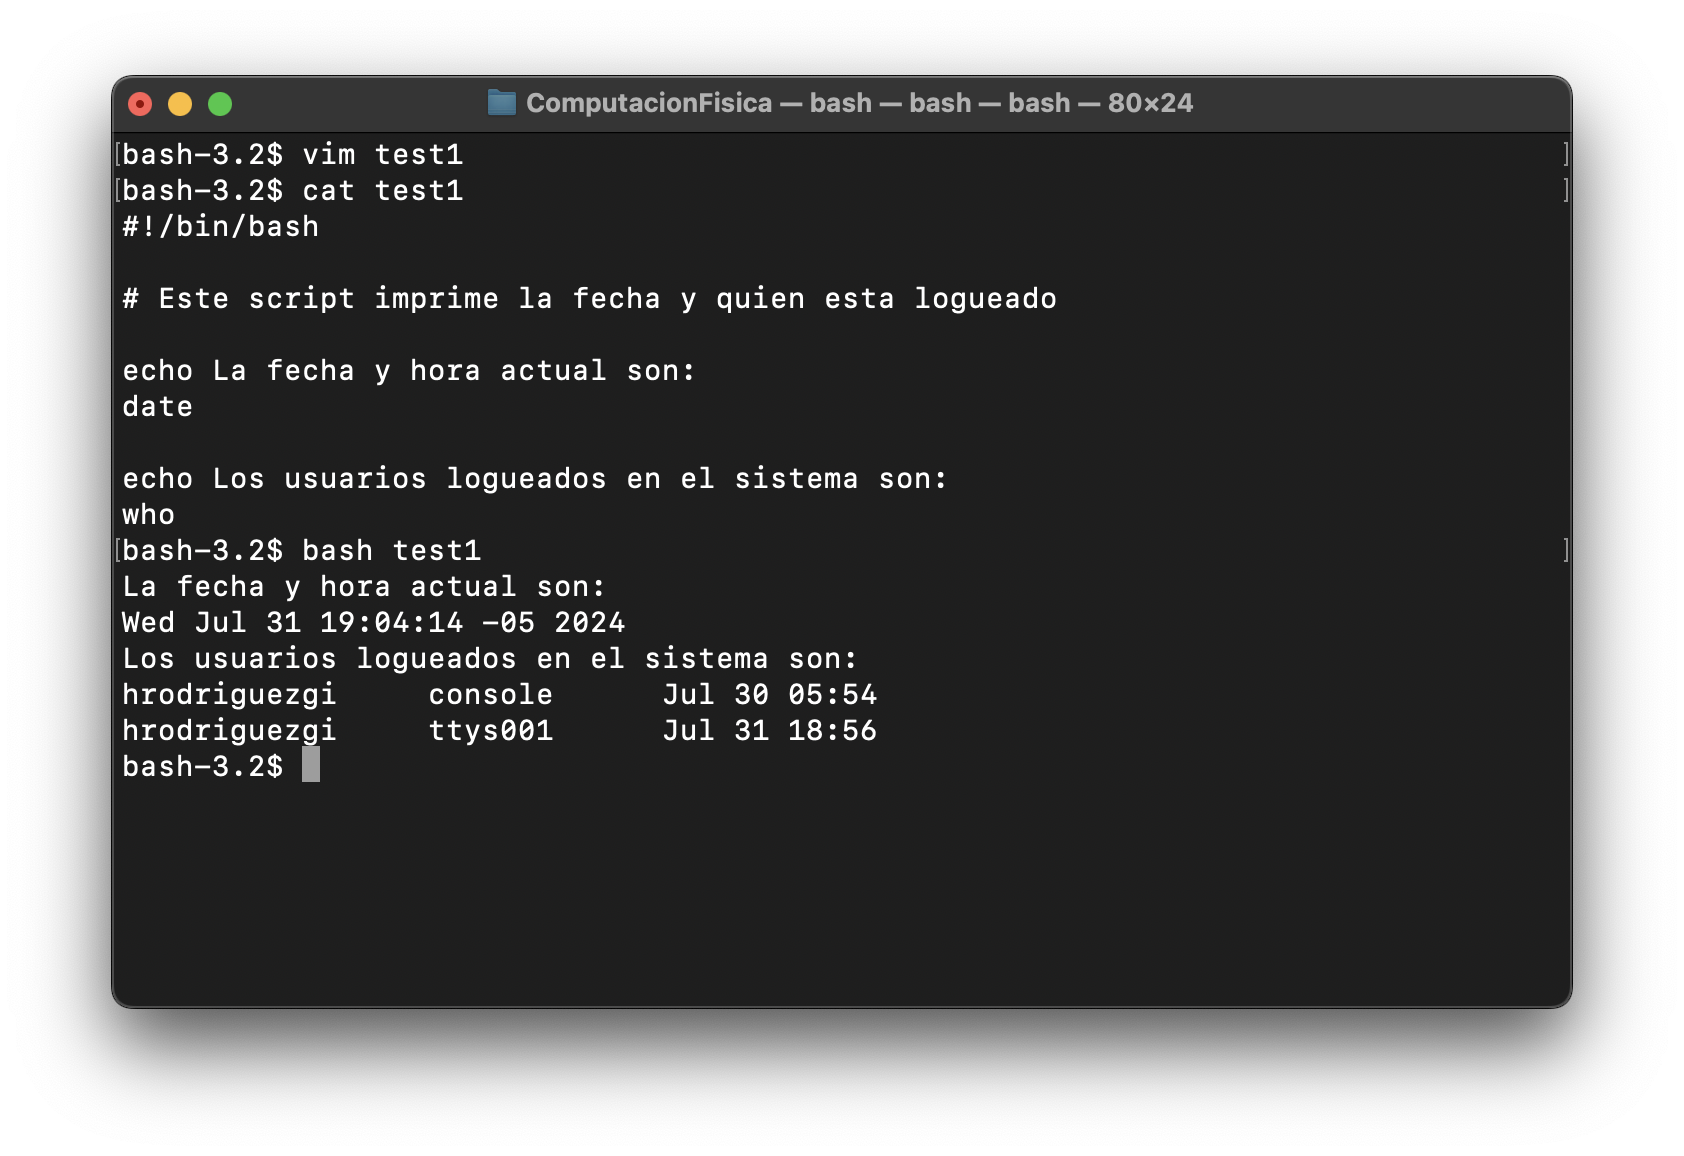 ComputacionFisica — bash — bash — bash — 80×24
[bash-3.2$ vim test1 ]
[bash-3.2$ cat test1 ]
#!/bin/bash
# Este script imprime la fecha y quien esta logueado
echo La fecha y hora actual son:
date
echo Los usuarios logueados en el sistema son:
who
[bash-3.2$ bash test1 ]
La fecha y hora actual son:
Wed Jul 31 19:04:14 -05 2024
Los usuarios logueados en el sistema son:
hrodriguezgi     console      Jul 30 05:54
hrodriguezgi     ttys001      Jul 31 18:56
bash-3.2$